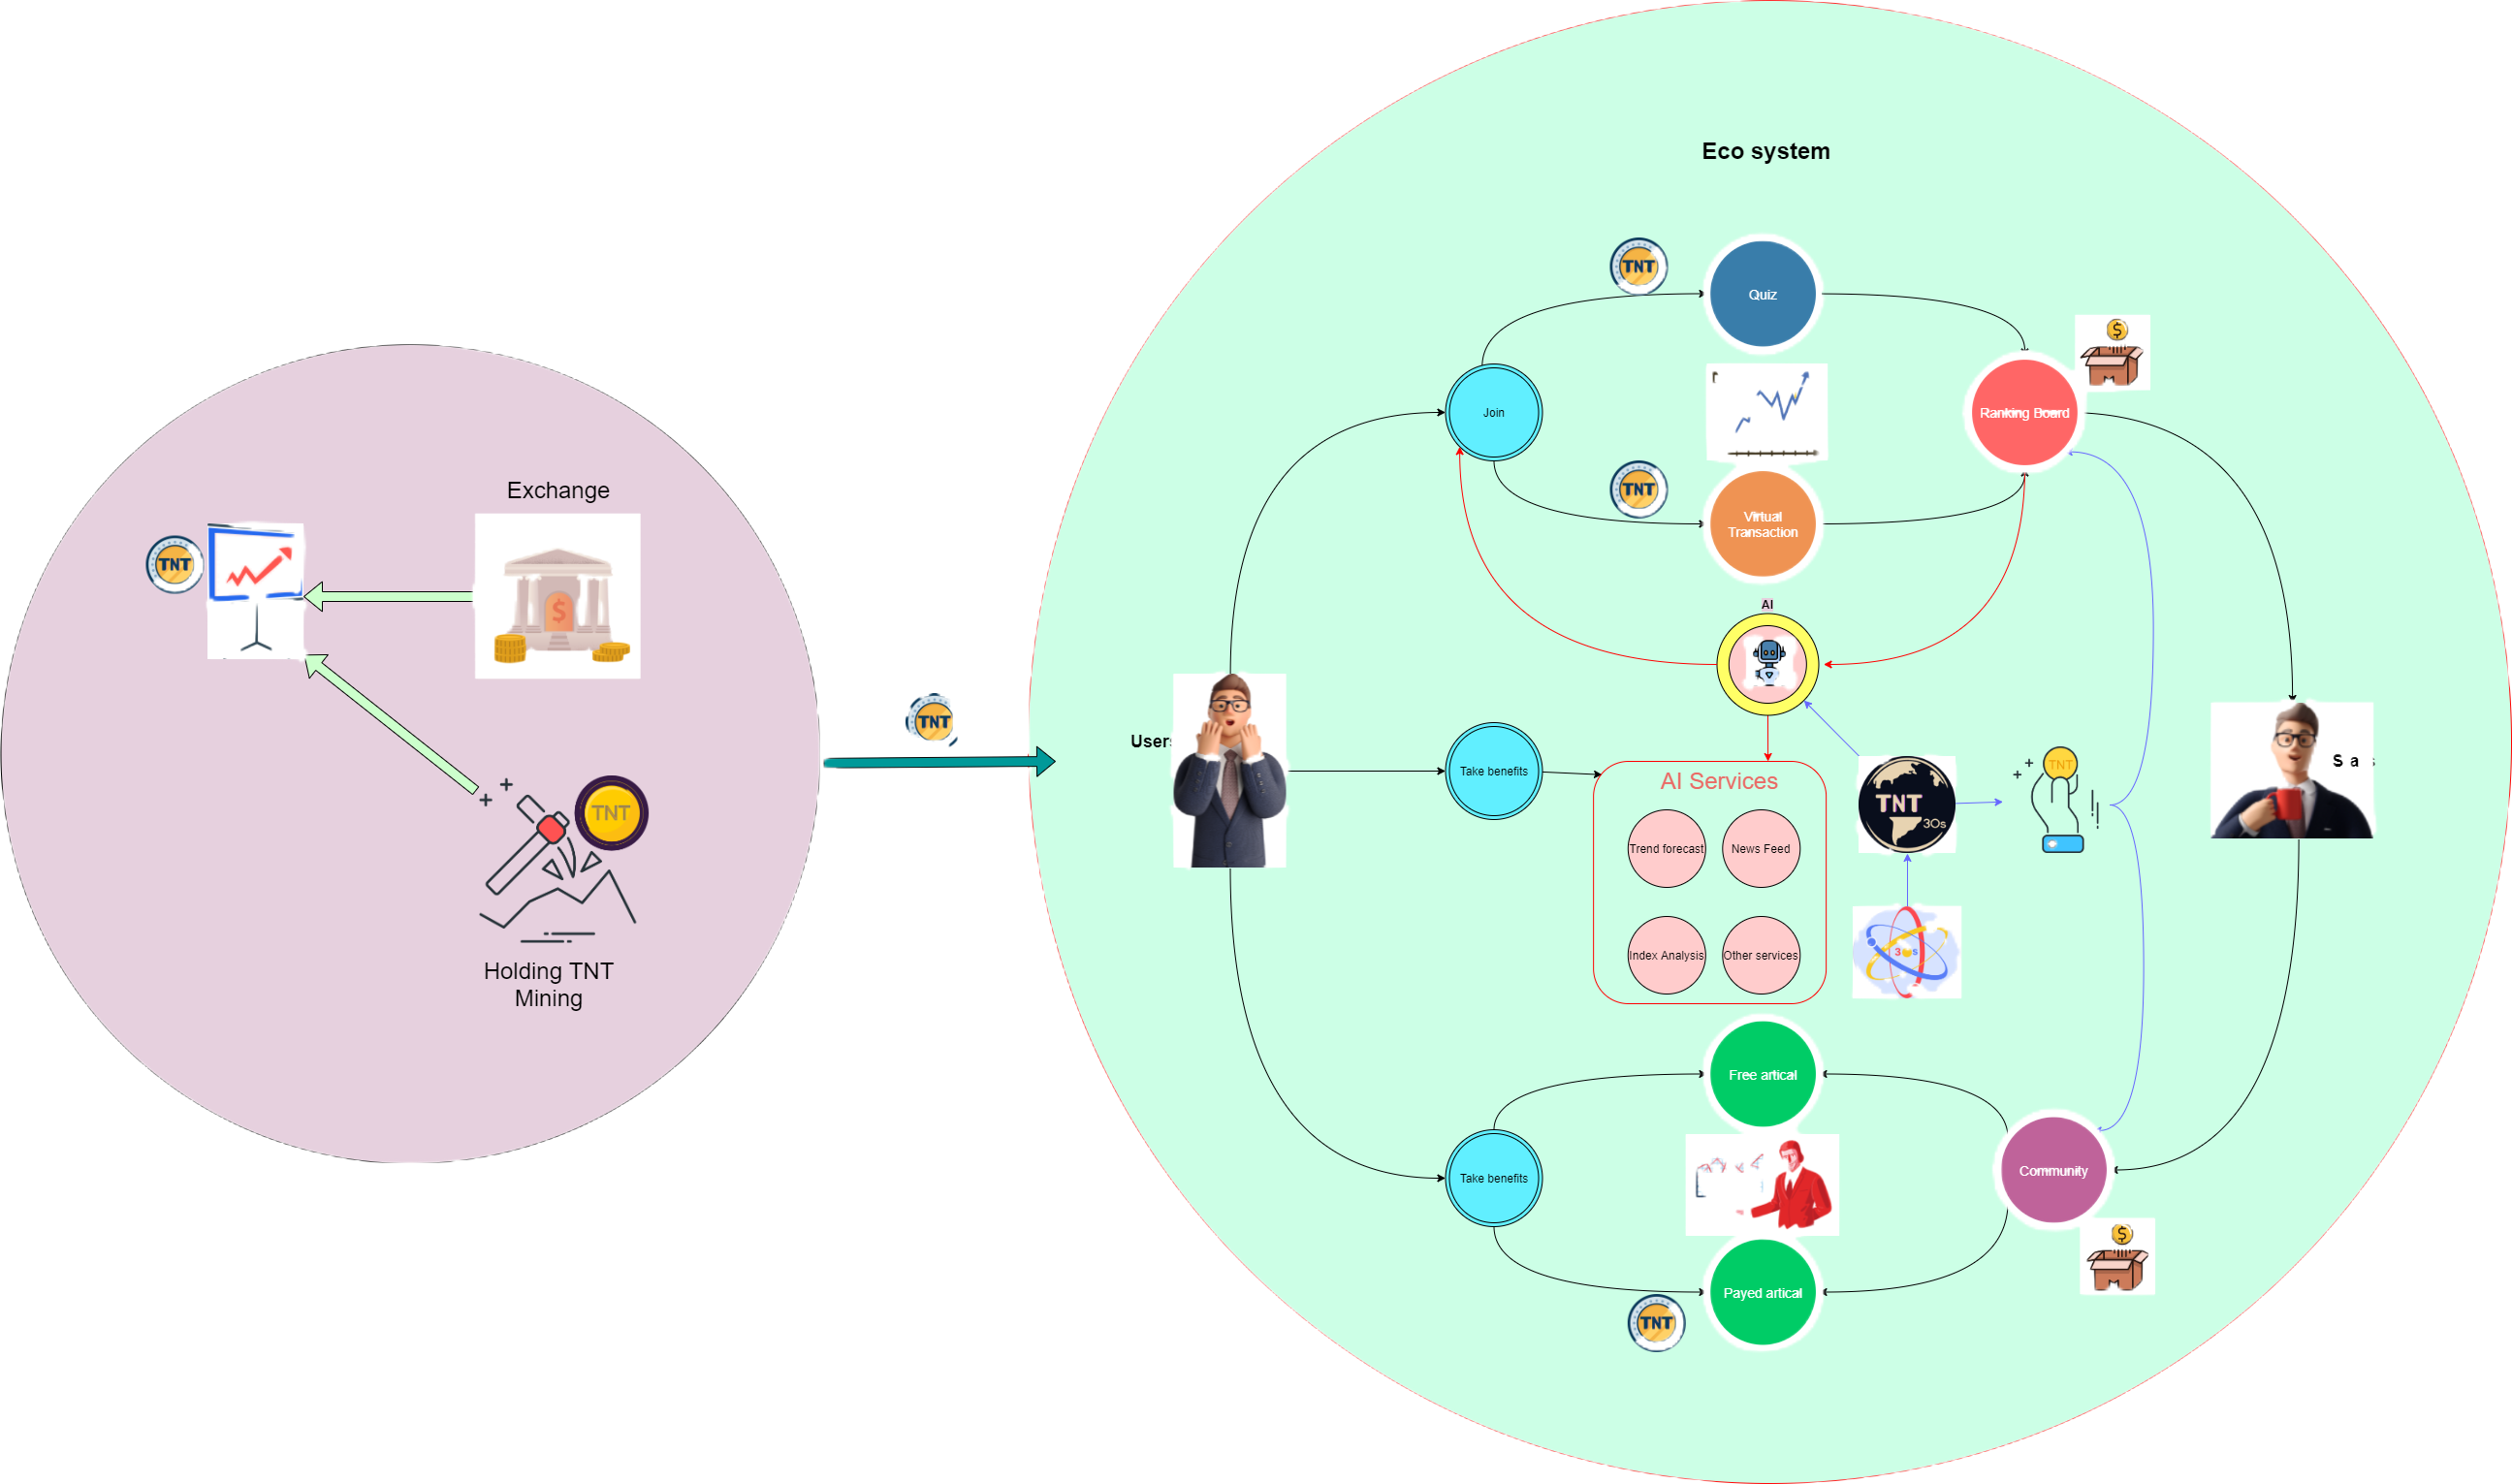 Eco system
TNT
Quiz
Join
Ranking Board
TNT
Virtual
Transaction
AI
Exchange
TNT
TNT
Users
Take benefits
AI Services
Trend forecast
News Feed
Index Analysis
Other services
TNT
30s
TNT
TNT
Holding TNT
Mining
Free artical
Take benefits
Community
Payed artical
TNT